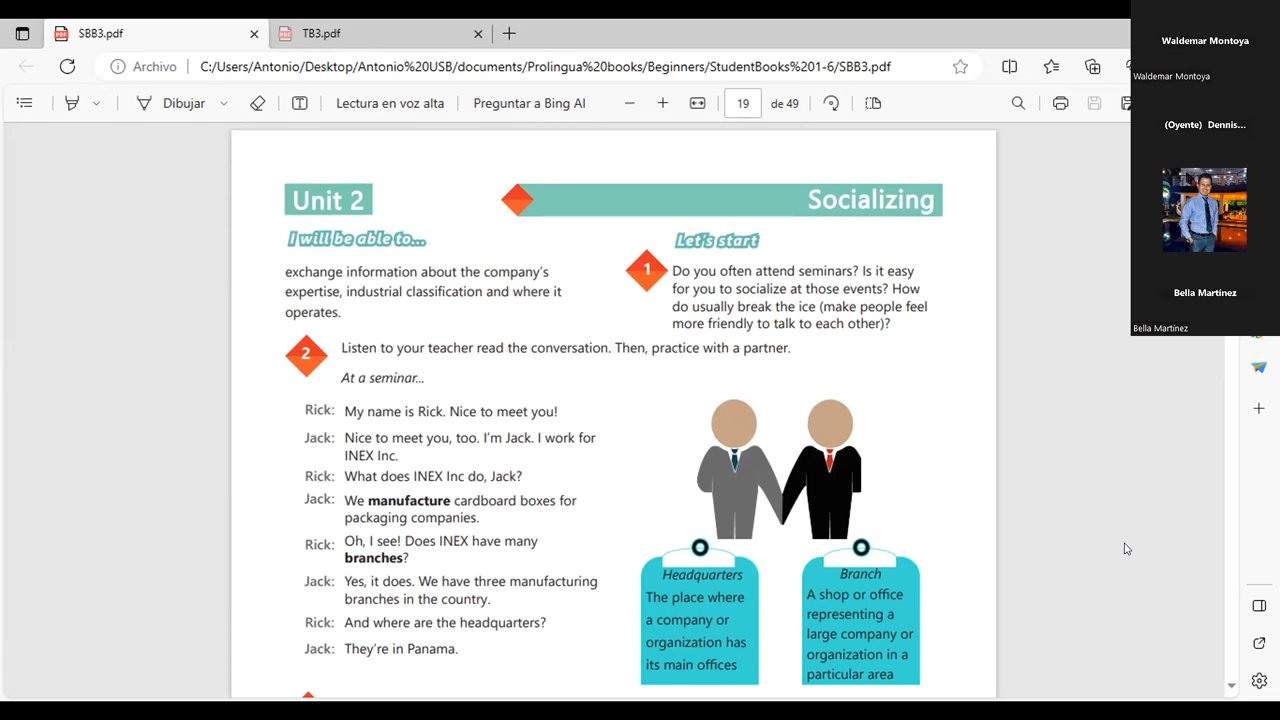 SBB3.pdf
TB3.pdf
Archivo
C:/Users/Antonio/Desktop/Antonio%20USB/documents/Prolingua%20books/Beginners/StudentBooks%201-6/SBB3.pdf
Dibujar
Lectura en voz alta
Preguntar a Bing AI
19
de 49
Waldemar Montoya
Waldemar Montoya
(Oyente) Dennis...
Bella Martínez
Bella Martínez
Unit 2
Socializing
I will be able to...
exchange information about the company's
expertise, industrial classification and where it
operates.
Let's start
1
Do you often attend seminars? Is it easy
for you to socialize at those events? How
do usually break the ice (make people feel
more friendly to talk to each other)?
2
Listen to your teacher read the conversation. Then, practice with a partner.
At a seminar...
Rick: My name is Rick. Nice to meet you!
Jack: Nice to meet you, too. I'm Jack. I work for
INEX Inc.
Rick: What does INEX Inc do, Jack?
Jack: We manufacture cardboard boxes for
packaging companies.
Rick: Oh, I see! Does INEX have many
branches?
Jack: Yes, it does. We have three manufacturing
branches in the country.
Rick: And where are the headquarters?
Jack: They're in Panama.
Headquarters
The place where
a company or
organization has
its main offices
Branch
A shop or office
representing a
large company or
organization in a
particular area